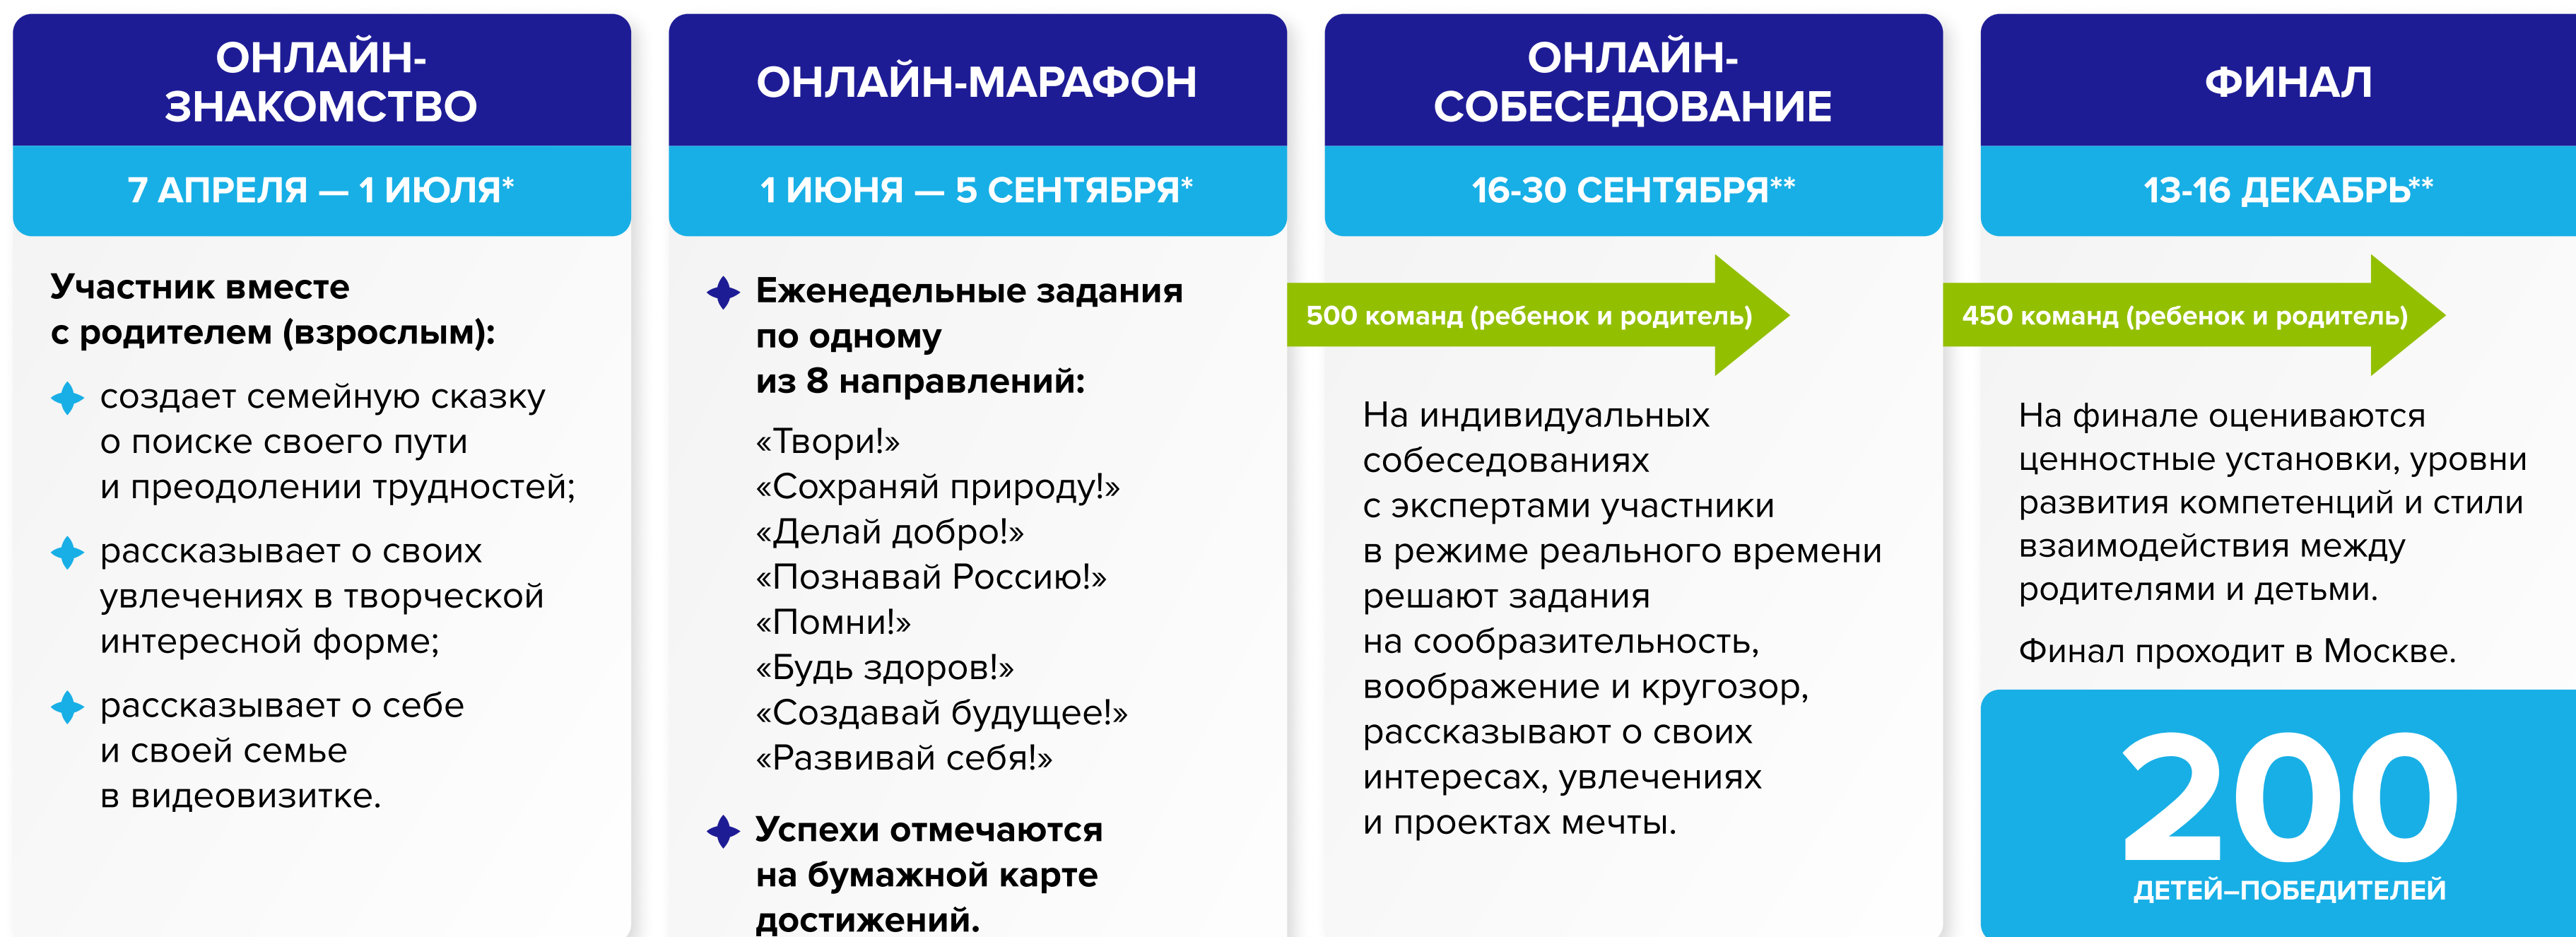 ОНЛАЙН-
ЗНАКОМСТВО
7 АПРЕЛЯ — 1 ИЮЛЯ*
Участник вместе
с родителем (взрослым):
создает семейную сказку
о поиске своего пути
и преодолении трудностей;
рассказывает о своих
увлечениях в творческой
интересной форме;
рассказывает о себе
и своей семье
в видеовизитке.
ОНЛАЙН-МАРАФОН
1 ИЮНЯ — 5 СЕНТЯБРЯ*
Еженедельные задания
по одному
из 8 направлений:
«Твори!»
«Сохраняй природу!»
«Делай добро!»
«Познавай Россию!»
«Помни!»
«Будь здоров!»
«Создавай будущее!»
«Развивай себя!»
Успехи отмечаются
на бумажной карте
достижений.
ОНЛАЙН-
СОБЕСЕДОВАНИЕ
16-30 СЕНТЯБРЯ**
500 команд (ребенок и родитель)
На индивидуальных
собеседованиях
с экспертами участники
в режиме реального времени
решают задания
на сообразительность,
воображение и кругозор,
рассказывают о своих
интересах, увлечениях
и проектах мечты.
ФИНАЛ
13-16 ДЕКАБРЬ**
450 команд (ребенок и родитель)
На финале оцениваются
ценностные установки, уровни
развития компетенций и стили
взаимодействия между
родителями и детьми.
Финал проходит в Москве.
200
ДЕТЕЙ–ПОБЕДИТЕЛЕЙ